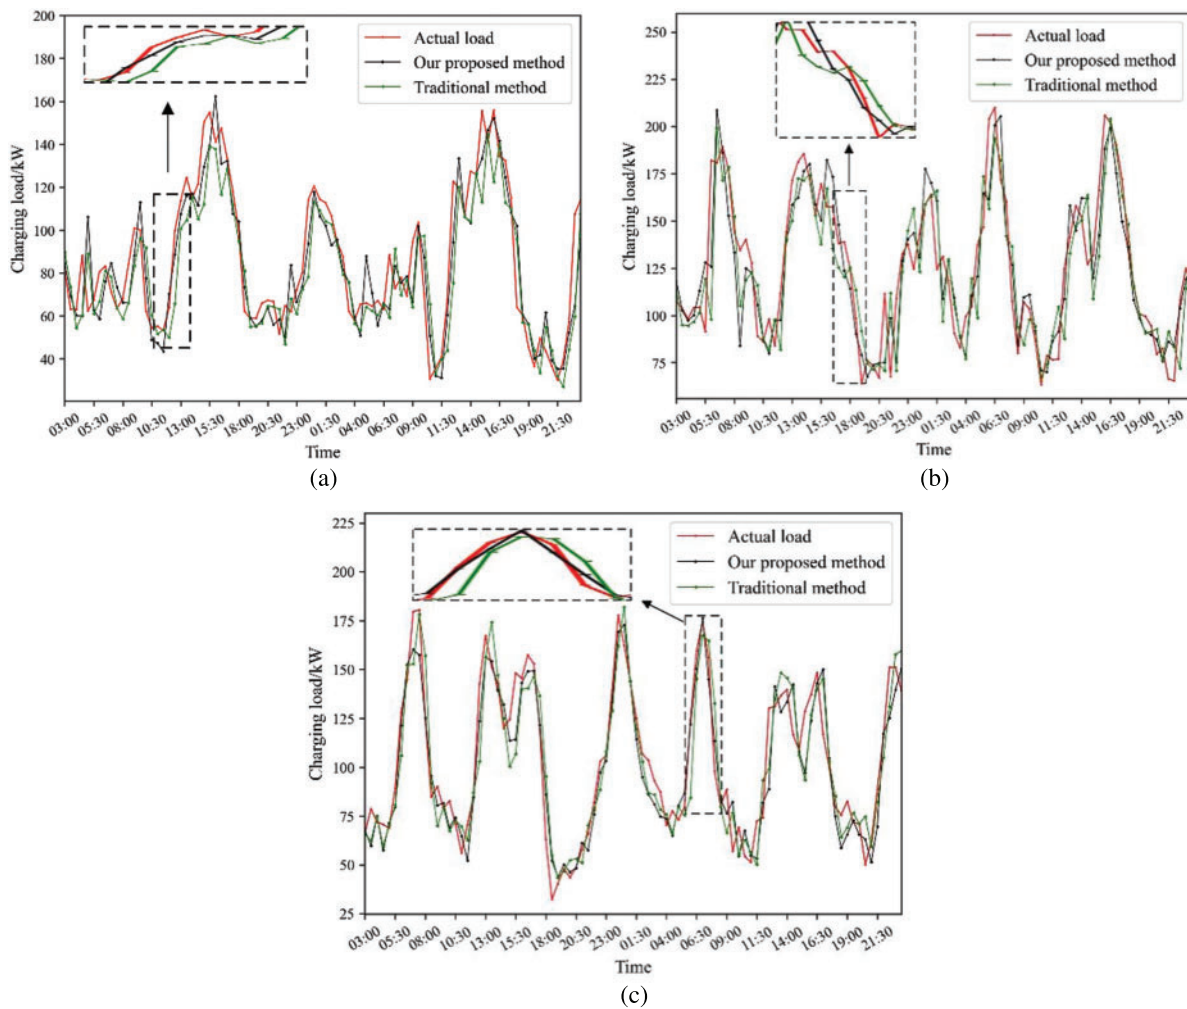 200
180
160
140
120
100
80
60
40
Charging load/kW
Actual load
Our proposed method
Traditional method
03:00 05:30 08:00 10:30 13:00 15:30 18:00 20:30 23:00 01:30 04:00 06:30 09:00 11:30 14:00 16:30 19:00 21:30
Time
(a)
250
225
200
175
150
125
100
75
Charging load/kW
Actual load
Our proposed method
Traditional method
03:00 05:30 08:00 10:30 13:00 15:30 18:00 20:30 23:00 01:30 04:00 06:30 09:00 11:30 14:00 16:30 19:00 21:30
Time
(b)
225
200
175
150
125
100
75
50
25
Charging load/kW
Actual load
Our proposed method
Traditional method
03:00 05:30 08:00 10:30 13:00 15:30 18:00 20:30 23:00 01:30 04:00 06:30 09:00 11:30 14:00 16:30 19:00 21:30
Time
(c)